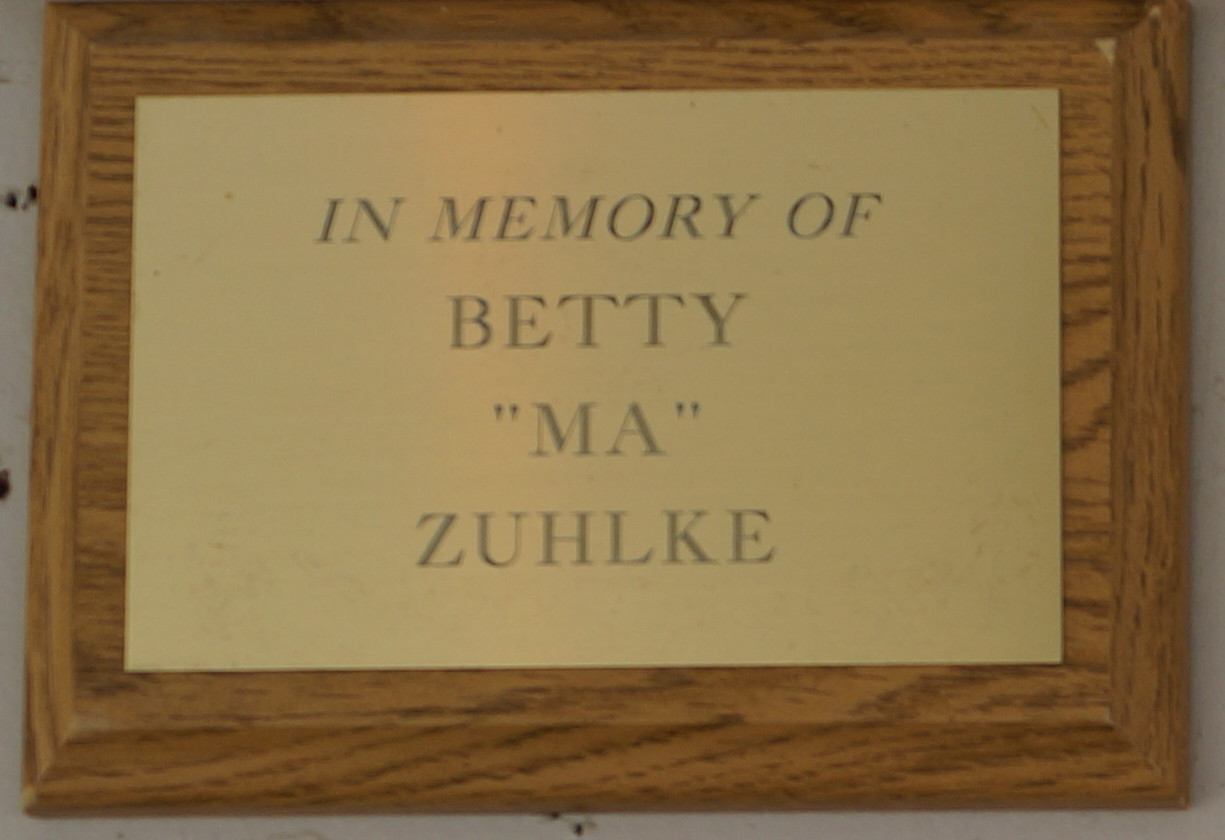 IN MEMORY OF
BETTY
"MA"
ZUHLKE